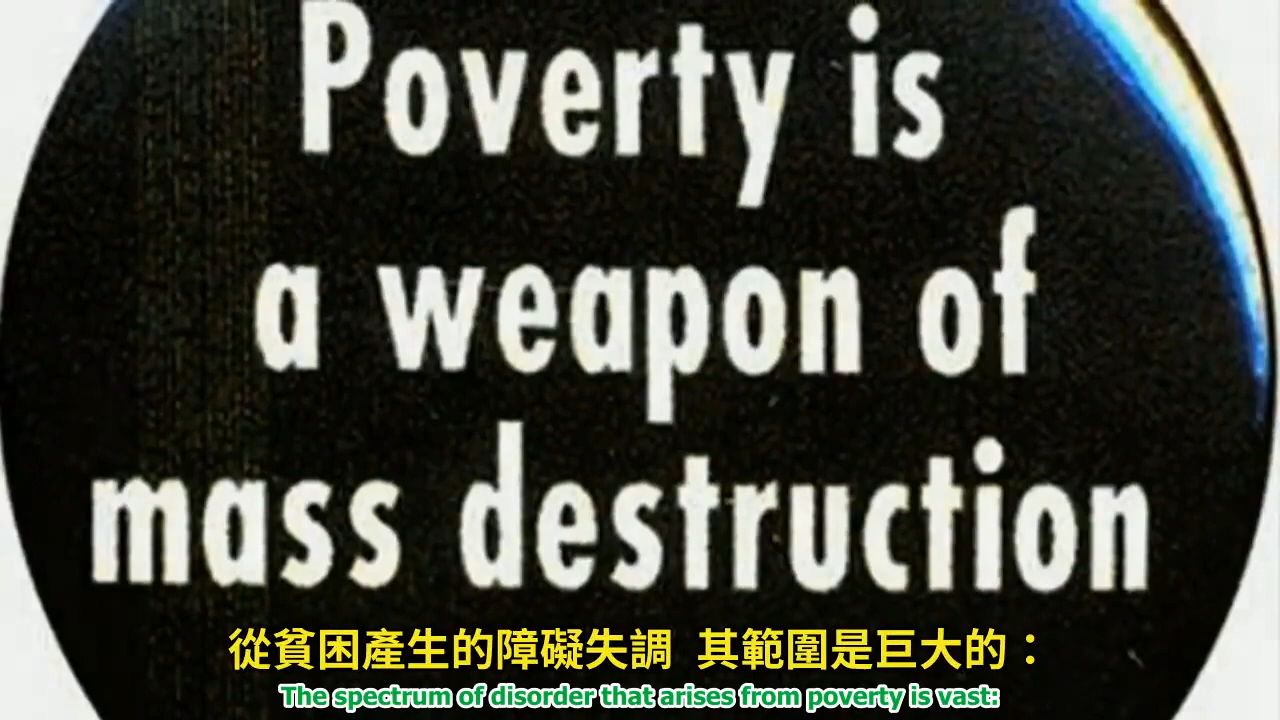 Poverty is
a weapon of
mass destruction
從貧困產生的障礙失調 其範圍是巨大的：
The spectrum of disorder that arises from poverty is vast: